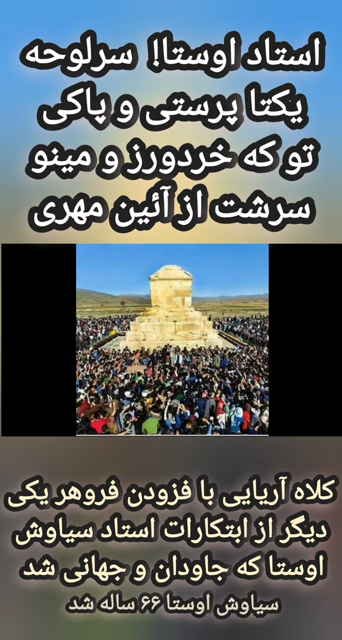 استاد اوستا! سرلوحه
یکتا پرستی و پاکی
تو که خردورز و مینو
سرشت از آئین مهری
کلاه آریایی با فزودن فروهر یکی
دیگر از ابتکارات استاد سیاوش
اوستا که جاودان و جهانی شد
سیاوش اوستا ۶۶ ساله شد